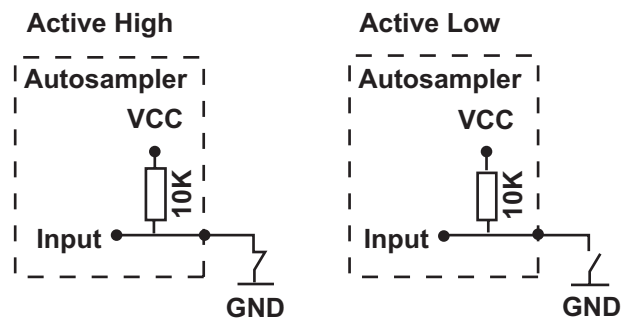 Active High
Autosampler
VCC
10K
Input
GND
Active Low
Autosampler
VCC
10K
Input
GND